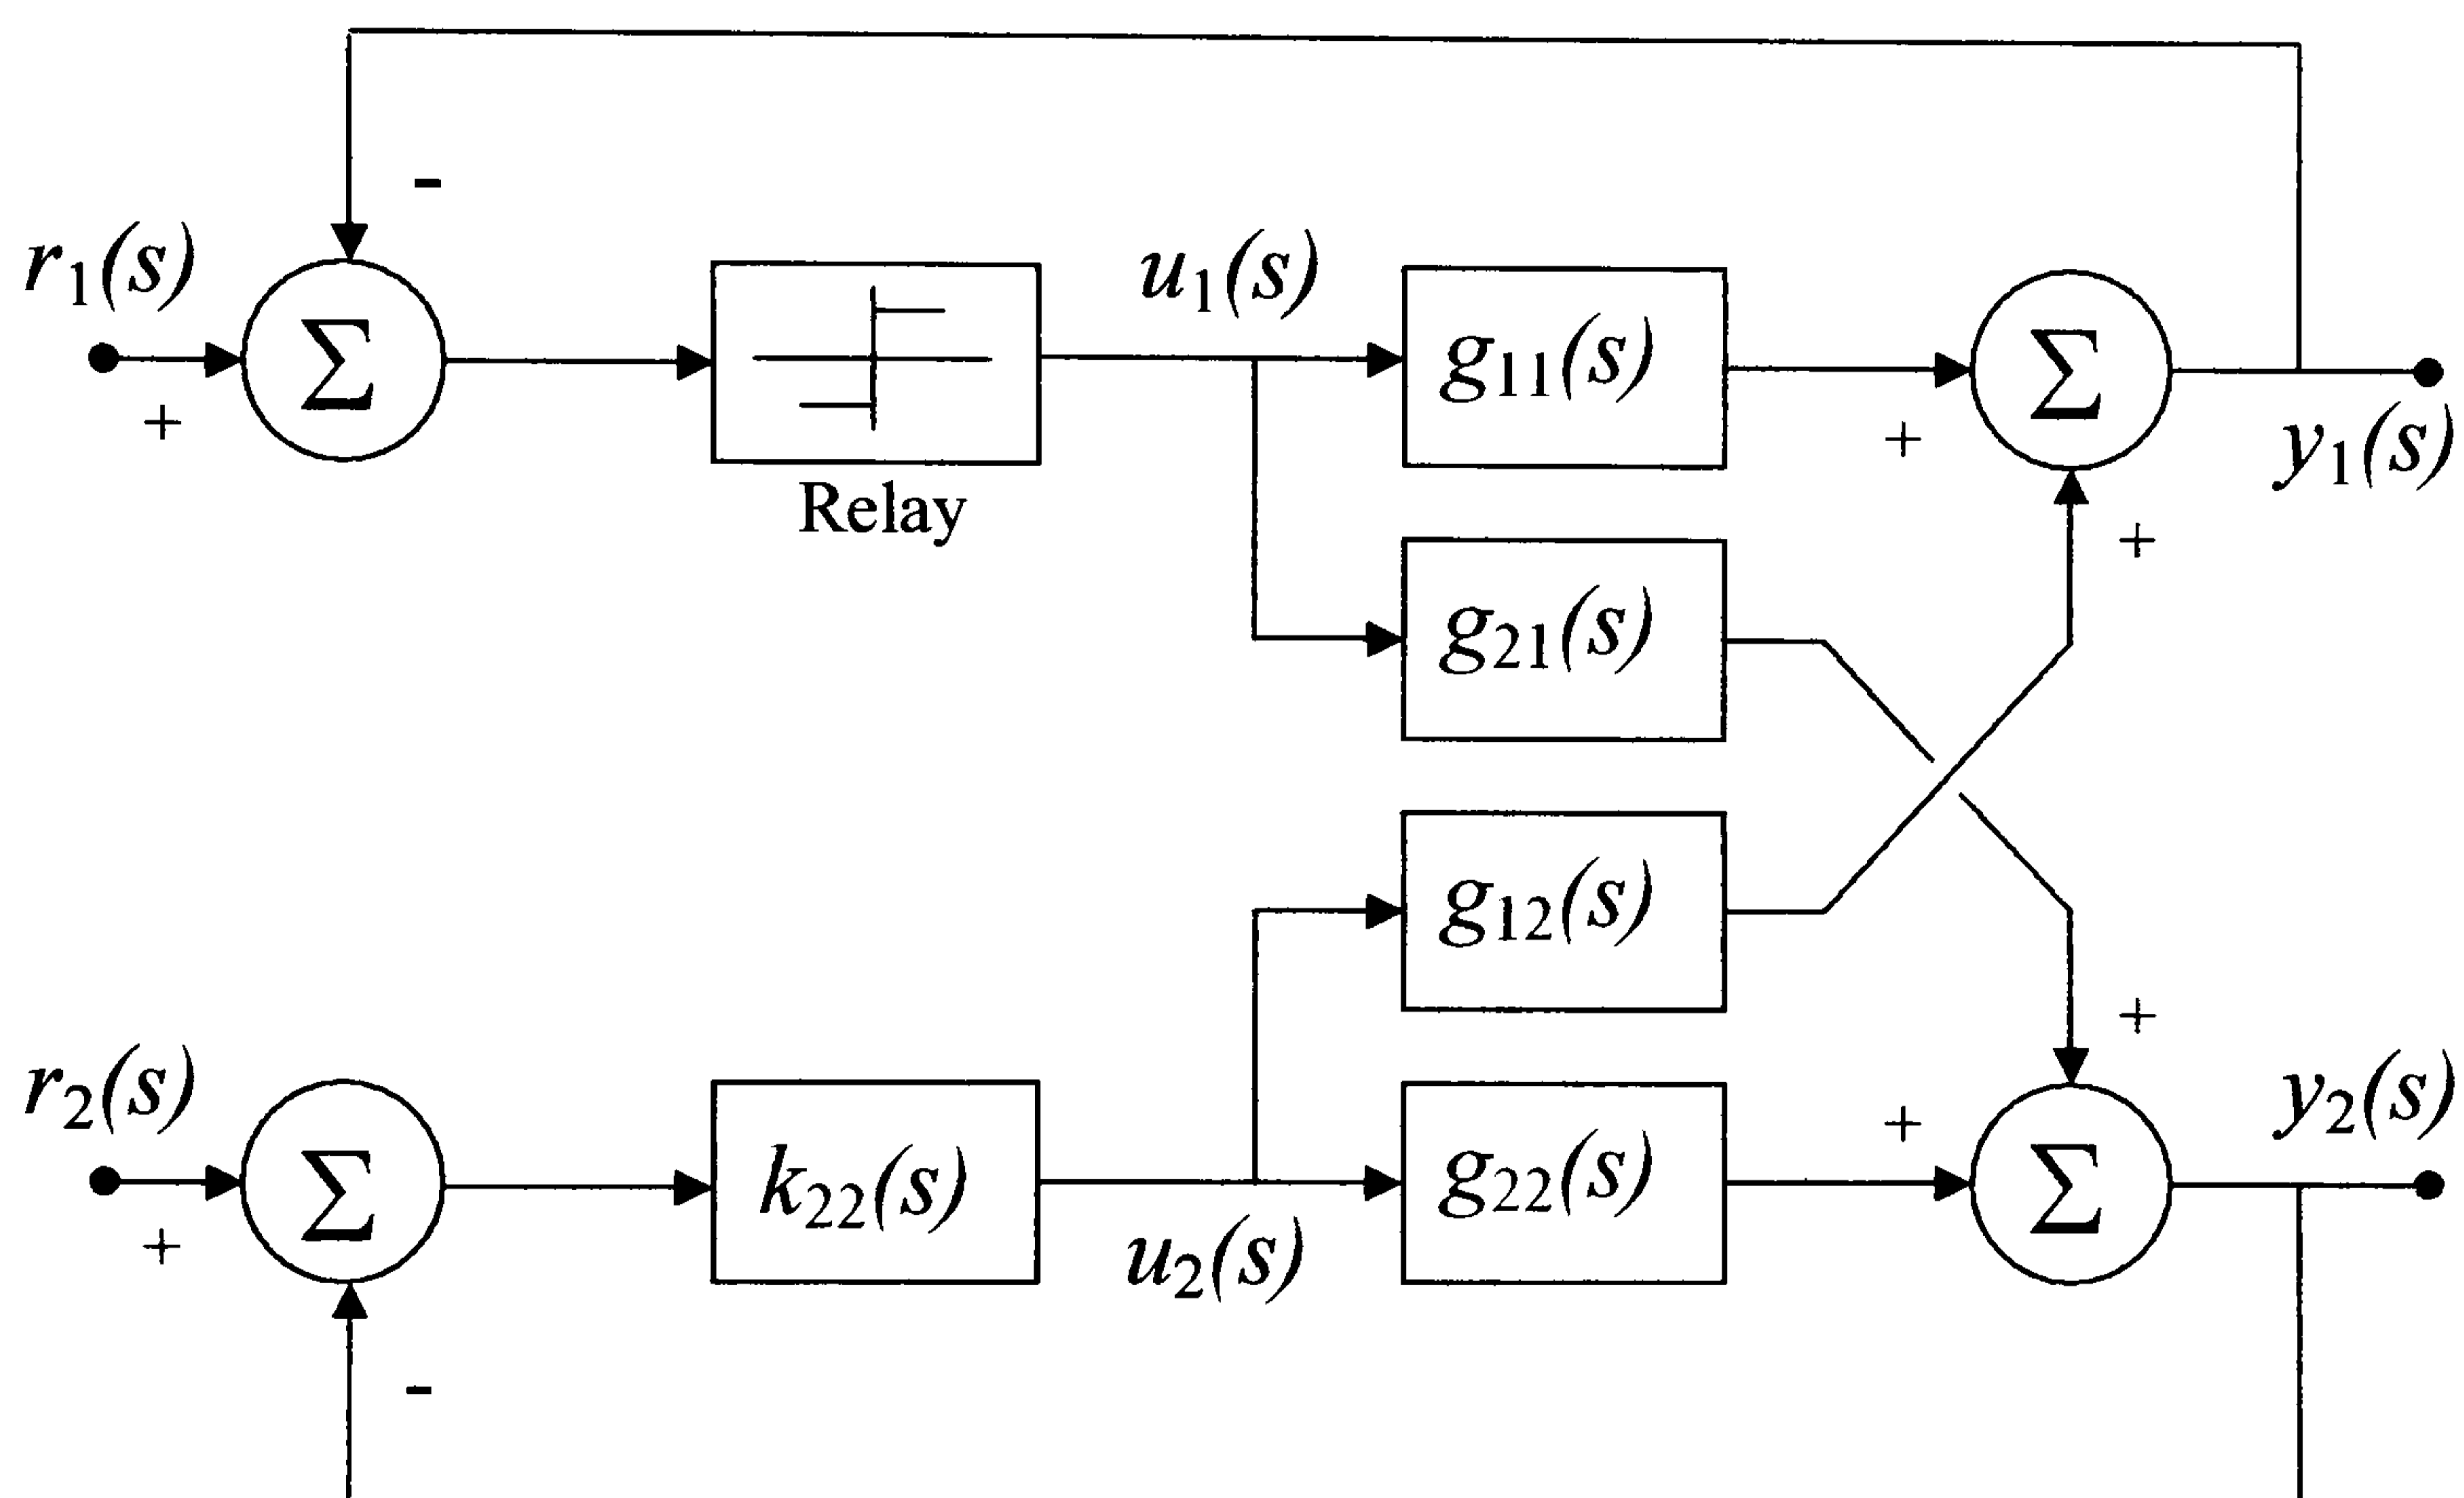 -
r₁(s)
+
Σ
Relay
u₁(s)
g₁₁(s)
+
Σ
y₁(s)
+
g₂₁(s)
g₁₂(s)
+
r₂(s)
+
Σ
k₂₂(s)
u₂(s)
g₂₂(s)
+
Σ
y₂(s)
-